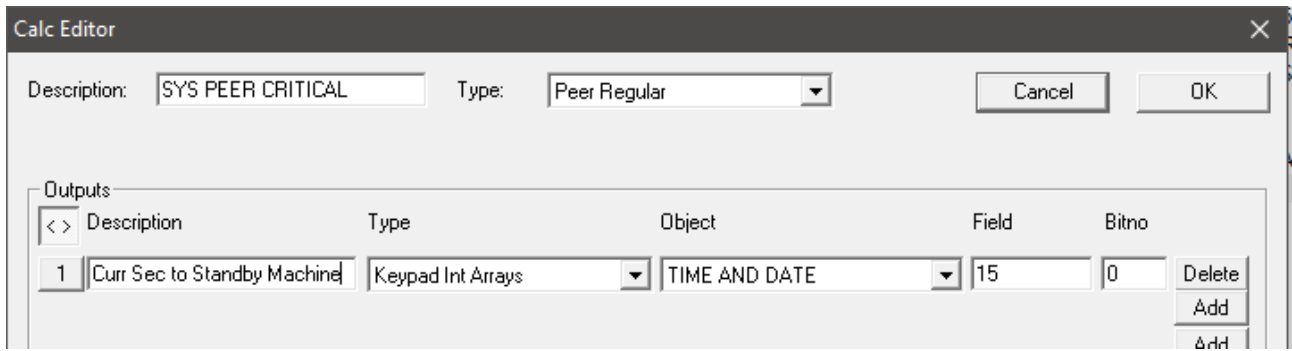 Calc Editor
Description: SYS PEER CRITICAL Type: Peer Regular Cancel OK
Outputs
< > Description Type Object Field Bitno
1 Curr Sec to Standby Machine Keypad Int Arrays TIME AND DATE 15 0 Delete
Add
Add